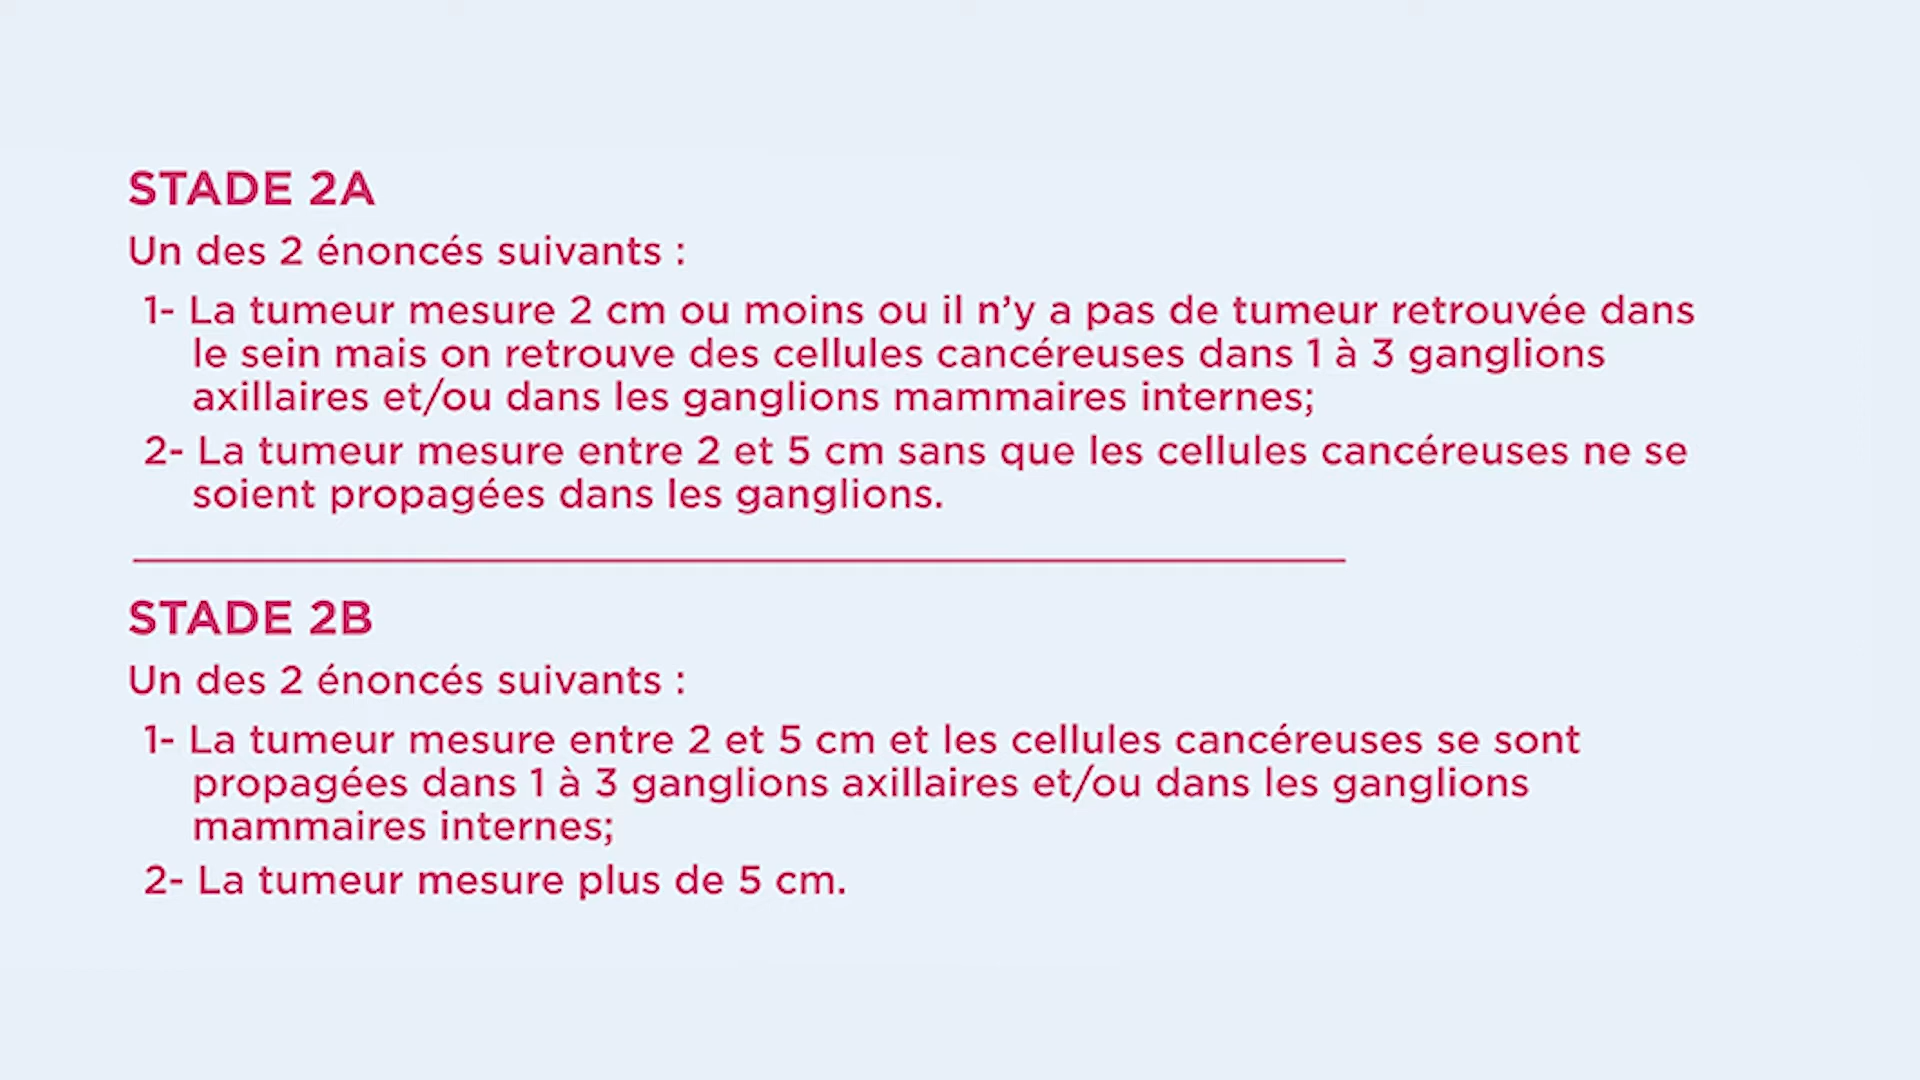 STADE 2A
Un des 2 énoncés suivants :
1- La tumeur mesure 2 cm ou moins ou il n’y a pas de tumeur retrouvée dans
le sein mais on retrouve des cellules cancéreuses dans 1 à 3 ganglions
axillaires et/ou dans les ganglions mammaires internes;
2- La tumeur mesure entre 2 et 5 cm sans que les cellules cancéreuses ne se
soient propagées dans les ganglions.
STADE 2B
Un des 2 énoncés suivants :
1- La tumeur mesure entre 2 et 5 cm et les cellules cancéreuses se sont
propagées dans 1 à 3 ganglions axillaires et/ou dans les ganglions
mammaires internes;
2- La tumeur mesure plus de 5 cm.